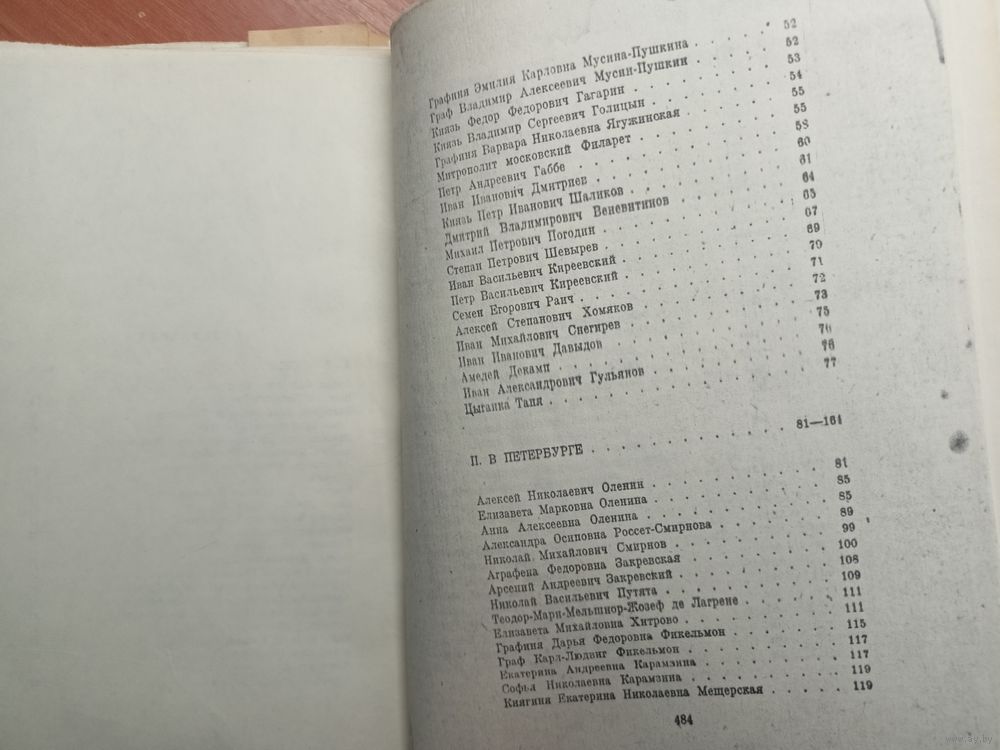 Графиня Эмилия Карловна Мусина-Пушкина . . . . . 52
Граф Владимир Алексеевич Мусин-Пушкин . . . . . 52
Князь Федор Федорович Гагарин . . . . . 53
Князь Владимир Сергеевич Голицын . . . . . 54
Графиня Варвара Николаевна Ягужинская . . . . . 55
Митрополит московский Филарет . . . . . 55
Петр Андреевич Габбе . . . . . 58
Иван Иванович Дмитриев . . . . . 60
Князь Петр Иванович Шаликов . . . . . 61
Дмитрий Владимирович Веневитинов . . . . . 64
Михаил Петрович Погодин . . . . . 65
Степан Петрович Шевырев . . . . . 67
Иван Васильевич Киреевский . . . . . 69
Петр Васильевич Киреевский . . . . . 70
Семен Егорович Раич . . . . . 71
Алексей Степанович Хомяков . . . . . 72
Иван Михайлович Снегирев . . . . . 73
Иван Иванович Давыдов . . . . . 75
Амедей Деками . . . . . 76
Иван Александрович Гульянов . . . . . 76
Цыганка Таня . . . . . 77
II. В ПЕТЕРБУРГЕ . . . . . 81—164
Алексей Николаевич Оленин . . . . . 81
Елизавета Марковна Оленина . . . . . 85
Анна Алексеевна Оленина . . . . . 85
Александра Осиповна Россет-Смирнова . . . . . 89
Николай Михайлович Смирнов . . . . . 99
Аграфена Федоровна Закревская . . . . . 100
Арсений Андреевич Закревский . . . . . 108
Николай Васильевич Путята . . . . . 109
Теодор-Мари-Мельшиор-Жозеф де Лагрене . . . . . 111
Елизавета Михайловна Хитрово . . . . . 111
Графиня Дарья Федоровна Фикельмон . . . . . 115
Граф Карл-Людвиг Фикельмон . . . . . 117
Екатерина Андреевна Карамзина . . . . . 117
Софья Николаевна Карамзина . . . . . 119
Княгиня Екатерина Николаевна Мещерская . . . . . 119
484
www.ay.by